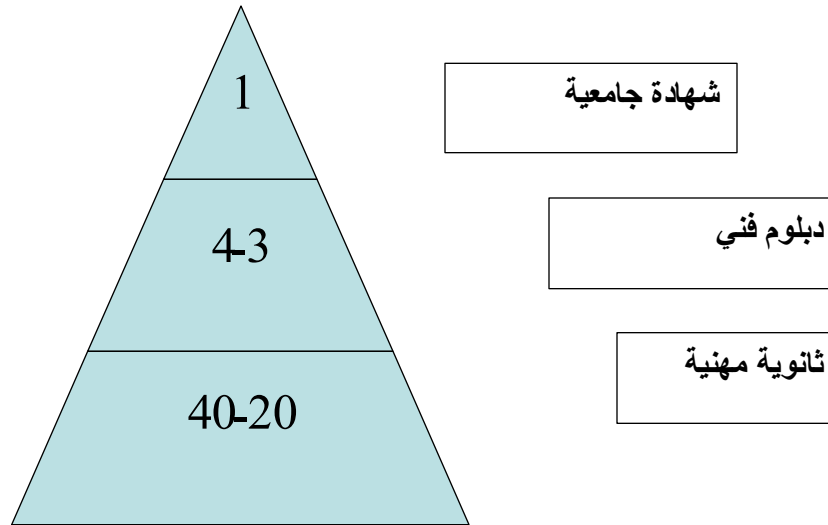 1
شهادة جامعية
4-3
دبلوم فني
40-20
ثانوية مهنية